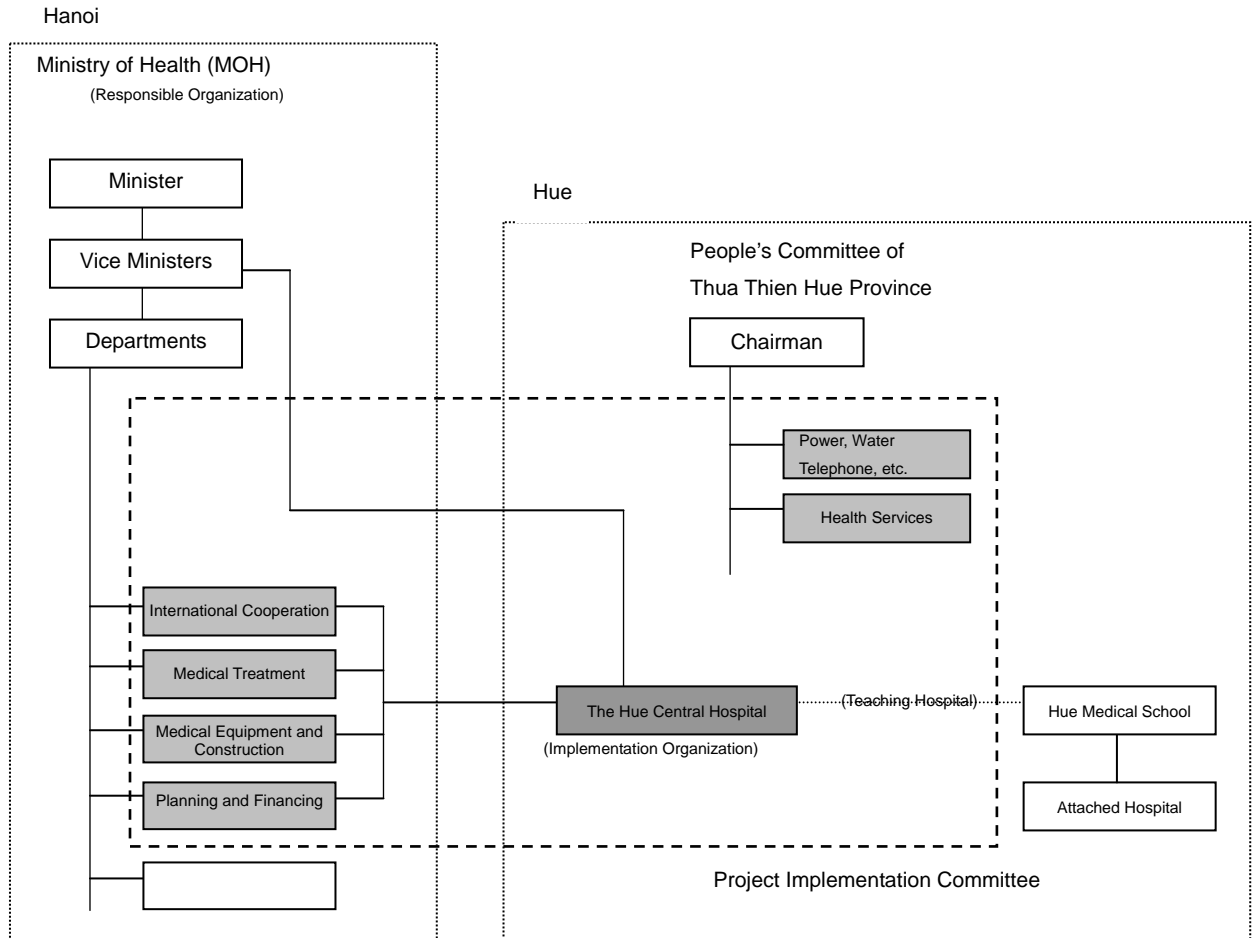 Hanoi
Ministry of Health (MOH)
(Responsible Organization)
Minister
Vice Ministers
Departments
International Cooperation
Medical Treatment
Medical Equipment and
Construction
Planning and Financing
Hue
People's Committee of
Thua Thien Hue Province
Chairman
Power, Water
Telephone, etc.
Health Services
The Hue Central Hospital
(Implementation Organization)
(Teaching Hospital)
Hue Medical School
Attached Hospital
Project Implementation Committee